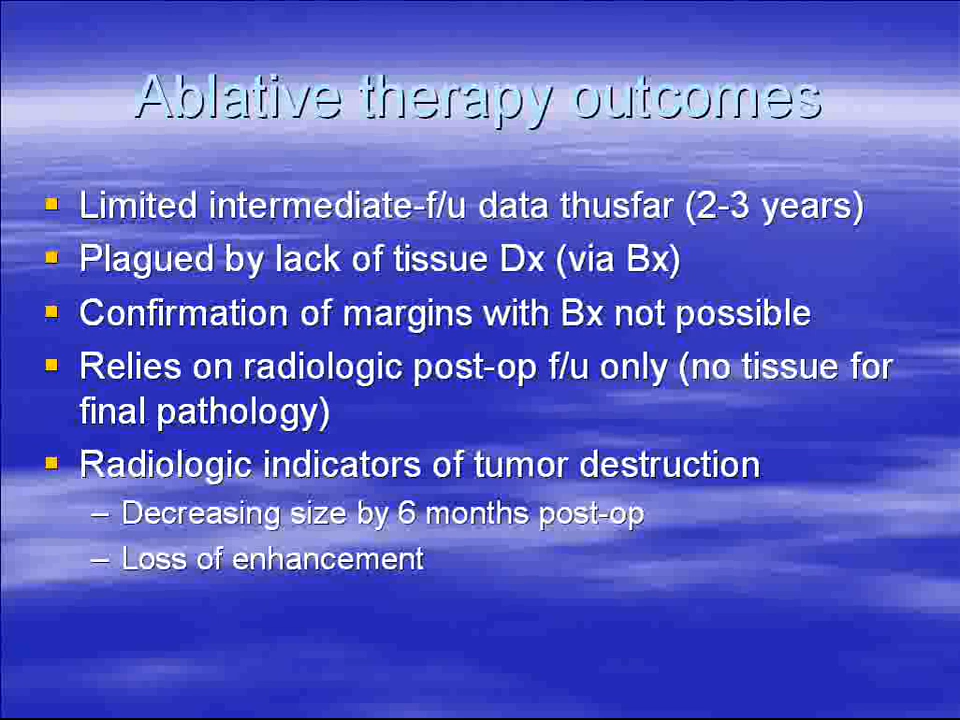 Ablative therapy outcomes
Limited intermediate-f/u data thusfar (2-3 years)
Plagued by lack of tissue Dx (via Bx)
Confirmation of margins with Bx not possible
Relies on radiologic post-op f/u only (no tissue for
final pathology)
Radiologic indicators of tumor destruction
– Decreasing size by 6 months post-op
– Loss of enhancement